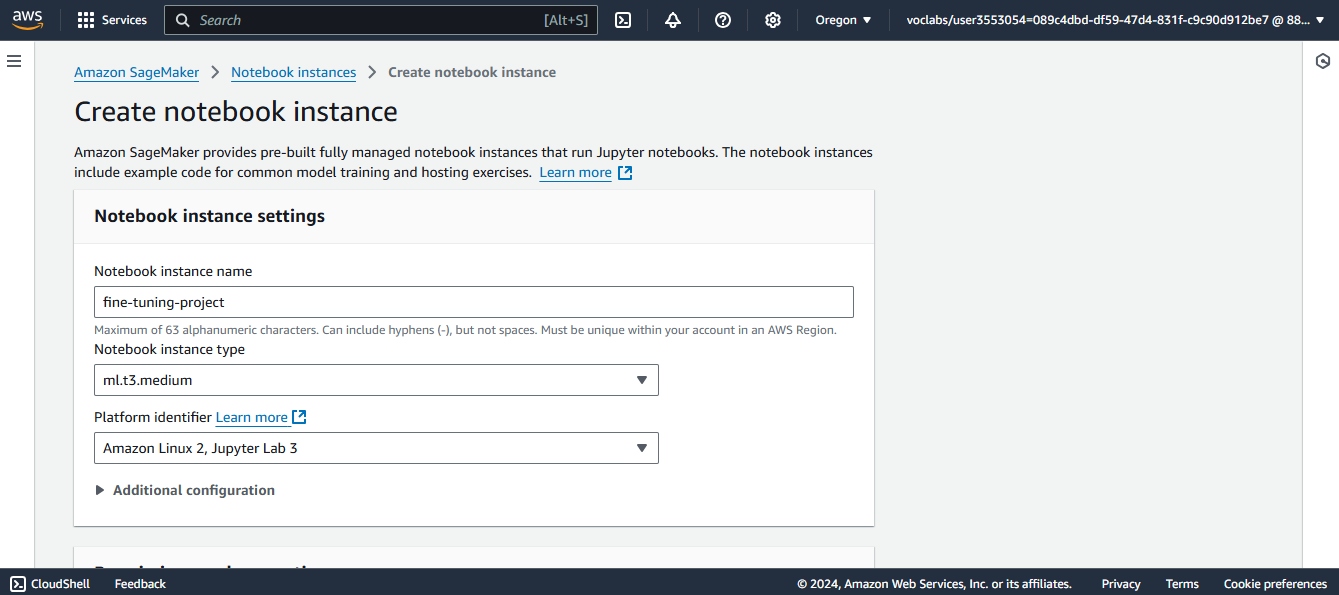 aws
Services
Search [Alt+S]
Oregon
voclabs/user3553054=089c4dbd-df59-47d4-831f-c9c90d912be7 @ 88...
Amazon SageMaker > Notebook instances > Create notebook instance
Create notebook instance
Amazon SageMaker provides pre-built fully managed notebook instances that run Jupyter notebooks. The notebook instances
include example code for common model training and hosting exercises. Learn more
Notebook instance settings
Notebook instance name
fine-tuning-project
Maximum of 63 alphanumeric characters. Can include hyphens (-), but not spaces. Must be unique within your account in an AWS Region.
Notebook instance type
ml.t3.medium
Platform identifier Learn more
Amazon Linux 2, Jupyter Lab 3
Additional configuration
CloudShell
Feedback
© 2024, Amazon Web Services, Inc. or its affiliates.
Privacy
Terms
Cookie preferences